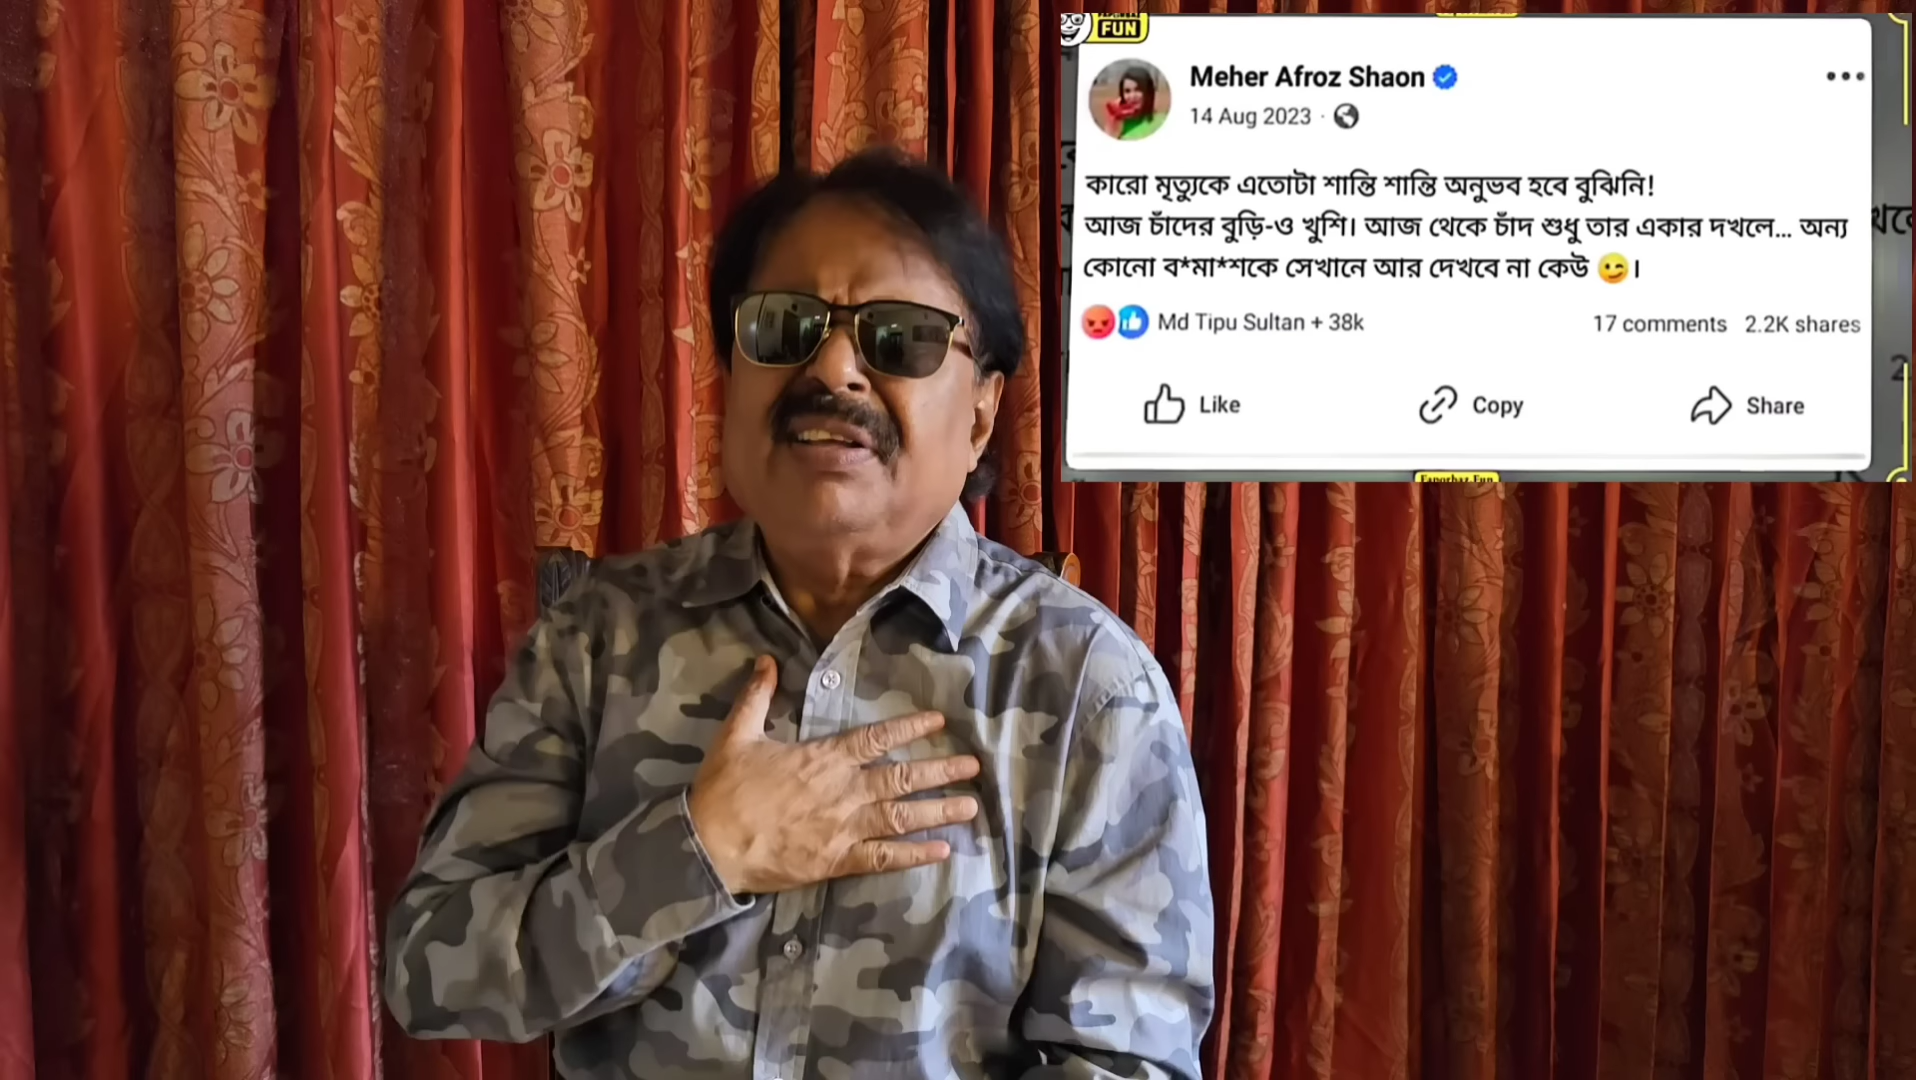 FUN
Meher Afroz Shaon
14 Aug 2023 ·
কারো মৃত্যুকে এতোটা শান্তি শান্তি অনুভব হবে বুঝিনি!
আজ চাঁদের বুড়ি-ও খুশি। আজ থেকে চাঁদ শুধু তার একার দখলে... অন্য
কোনো ব*মা*শকে সেখানে আর দেখবে না কেউ 😉।
Md Tipu Sultan + 38k
17 comments 2.2K shares
Like Copy Share